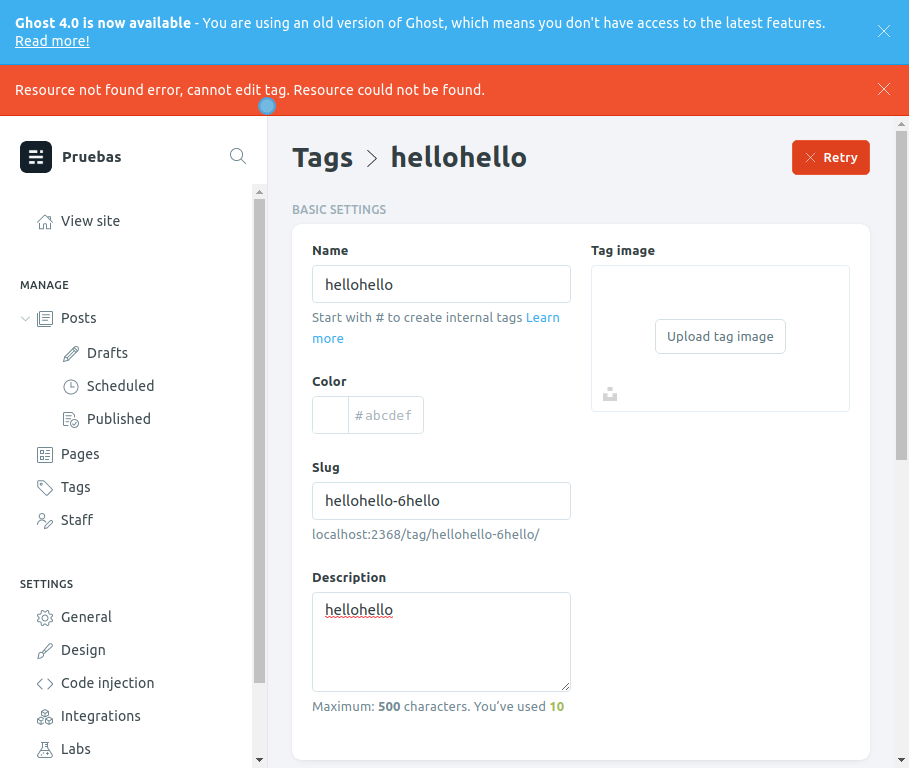 Ghost 4.0 is now available - You are using an old version of Ghost, which means you don't have access to the latest features.
Read more!
Resource not found error, cannot edit tag. Resource could not be found.
Pruebas
Tags > hellohello
Retry
View site
BASIC SETTINGS
Name
Tag image
hellohello
MANAGE
Start with # to create internal tags Learn
more
Upload tag image
Posts
Drafts
Scheduled
Published
Color
#abcdef
Pages
Tags
Staff
Slug
hellohello-6hello
localhost:2368/tag/hellohello-6hello/
SETTINGS
General
Design
Code injection
Integrations
Labs
Description
hellohello
Maximum: 500 characters. You've used 10